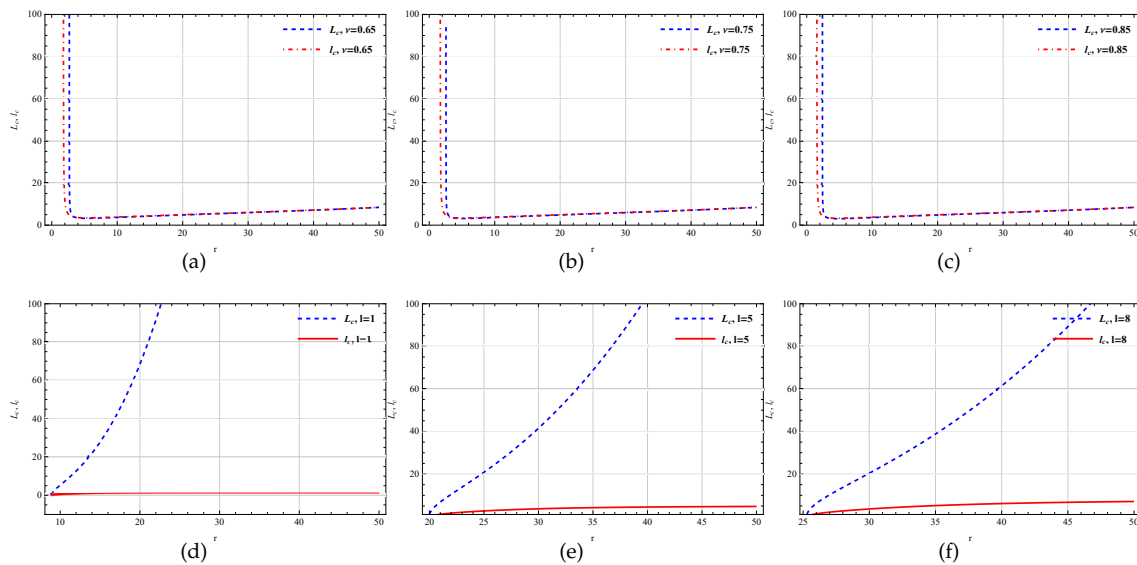 L_c, ν=0.65
l_c, ν=0.65
L_c, l_c
100
80
60
40
20
0
0 10 20 30 40 50
r
(a)
L_c, ν=0.75
l_c, ν=0.75
L_c, l_c
100
80
60
40
20
0
0 10 20 30 40 50
r
(b)
L_c, ν=0.85
l_c, ν=0.85
L_c, l_c
100
80
60
40
20
0
0 10 20 30 40 50
r
(c)
L_c, l=1
l_c, l=1
L_c, l_c
100
80
60
40
20
0
10 20 30 40 50
r
(d)
L_c, l=5
l_c, l=5
L_c, l_c
100
80
60
40
20
20 25 30 35 40 45 50
r
(e)
L_c, l=8
l_c, l=8
L_c, l_c
100
80
60
40
20
25 30 35 40 45 50
r
(f)